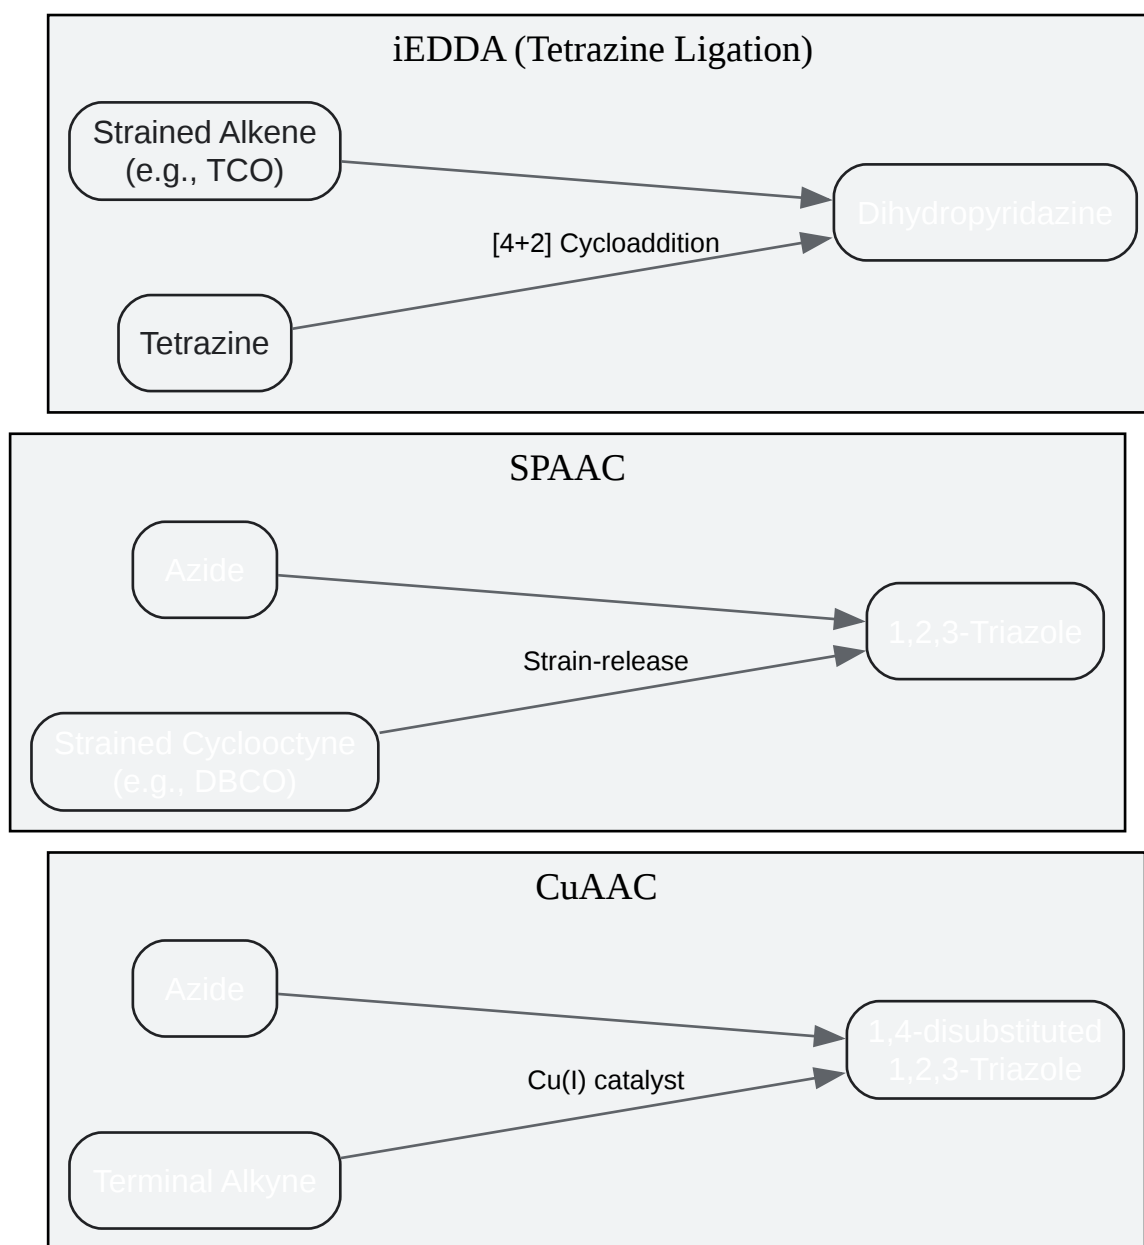 iEDDA (Tetrazine Ligation)
Strained Alkene
(e.g., TCO)
Dihydropyridazine
[4+2] Cycloaddition
Tetrazine
SPAAC
Azide
1,2,3-Triazole
Strain-release
Strained Cyclooctyne
(e.g., DBCO)
CuAAC
Azide
1,4-disubstituted
1,2,3-Triazole
Cu(I) catalyst
Terminal Alkyne